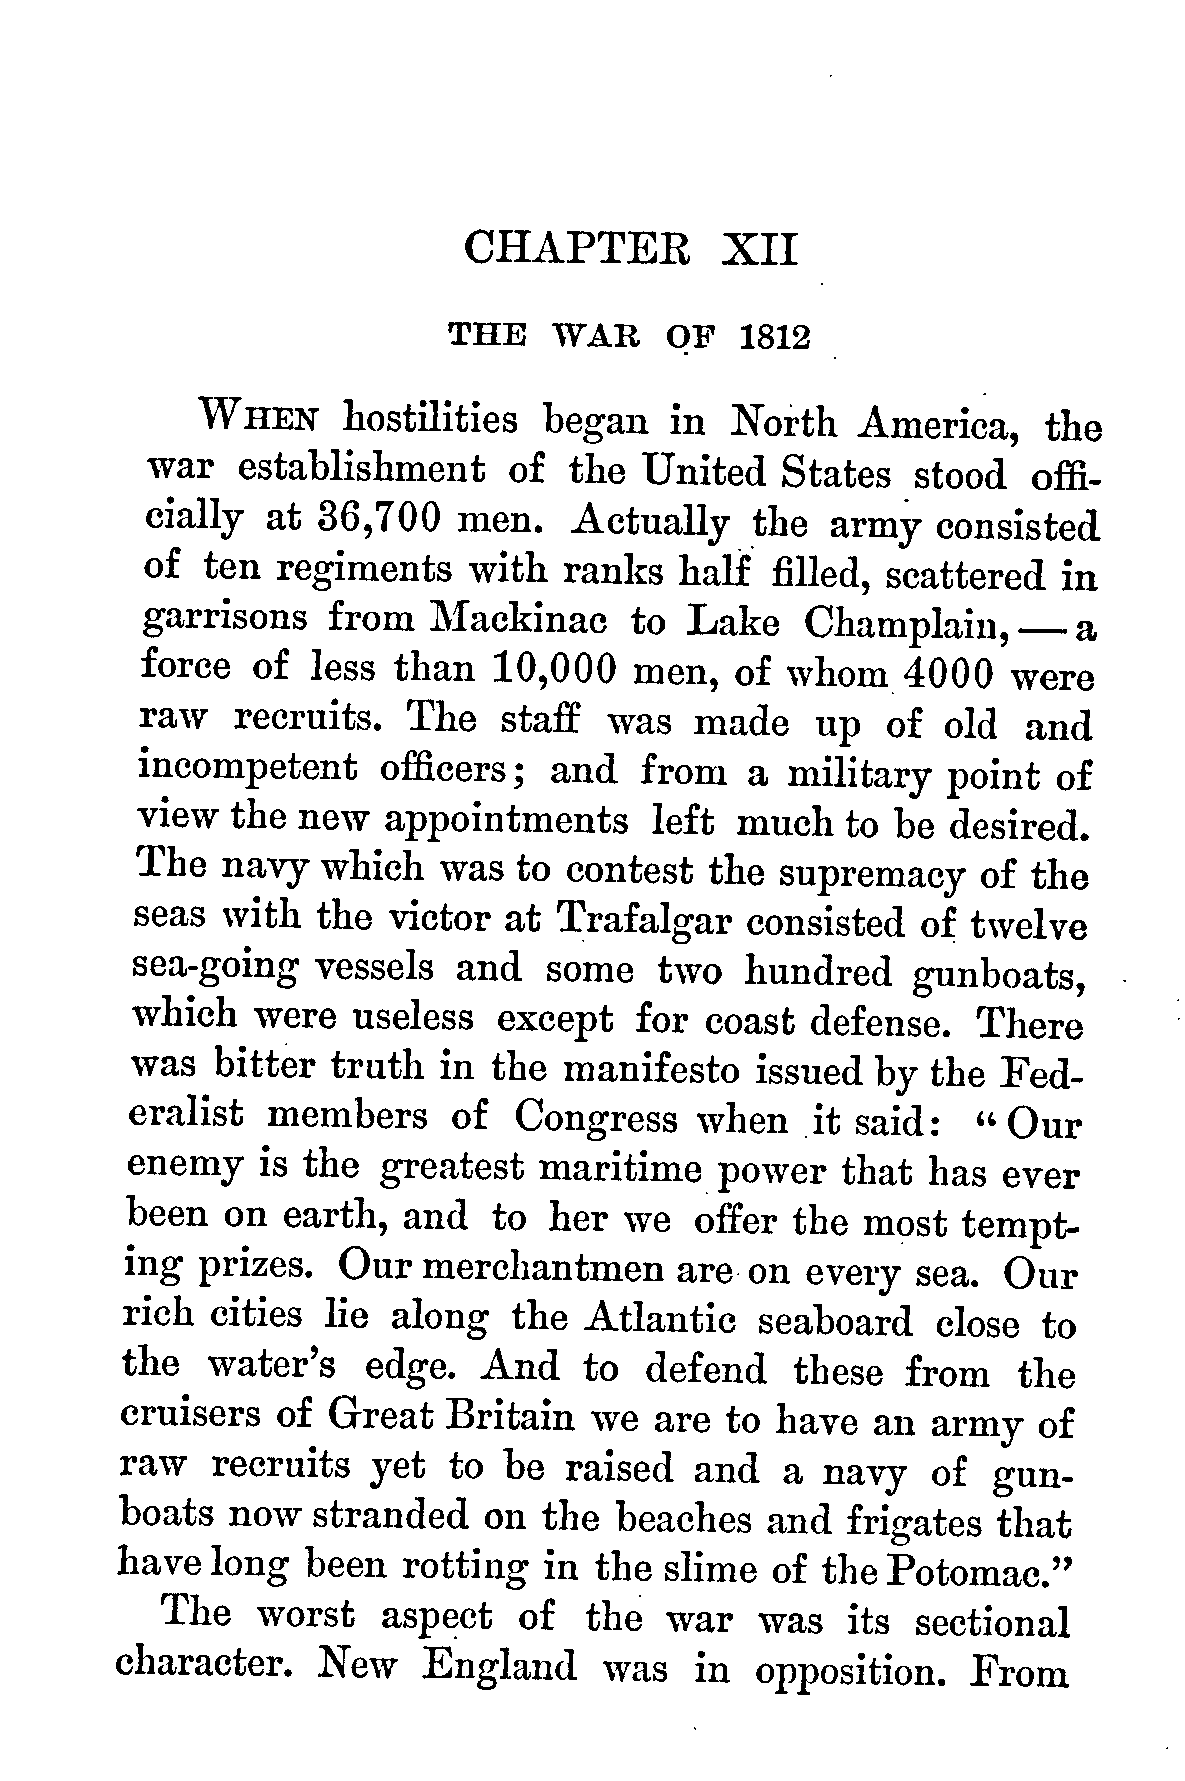 CHAPTER XII
THE WAR OF 1812
WHEN hostilities began in North America, the
war establishment of the United States stood offi-
cially at 36,700 men. Actually the army consisted
of ten regiments with ranks half filled, scattered in
garrisons from Mackinac to Lake Champlain, — a
force of less than 10,000 men, of whom 4000 were
raw recruits. The staff was made up of old and
incompetent officers; and from a military point of
view the new appointments left much to be desired.
The navy which was to contest the supremacy of the
seas with the victor at Trafalgar consisted of twelve
sea-going vessels and some two hundred gunboats,
which were useless except for coast defense. There
was bitter truth in the manifesto issued by the Fed-
eralist members of Congress when it said: “Our
enemy is the greatest maritime power that has ever
been on earth, and to her we offer the most tempt-
ing prizes. Our merchantmen are on every sea. Our
rich cities lie along the Atlantic seaboard close to
the water’s edge. And to defend these from the
cruisers of Great Britain we are to have an army of
raw recruits yet to be raised and a navy of gun-
boats now stranded on the beaches and frigates that
have long been rotting in the slime of the Potomac.”
The worst aspect of the war was its sectional
character. New England was in opposition. From